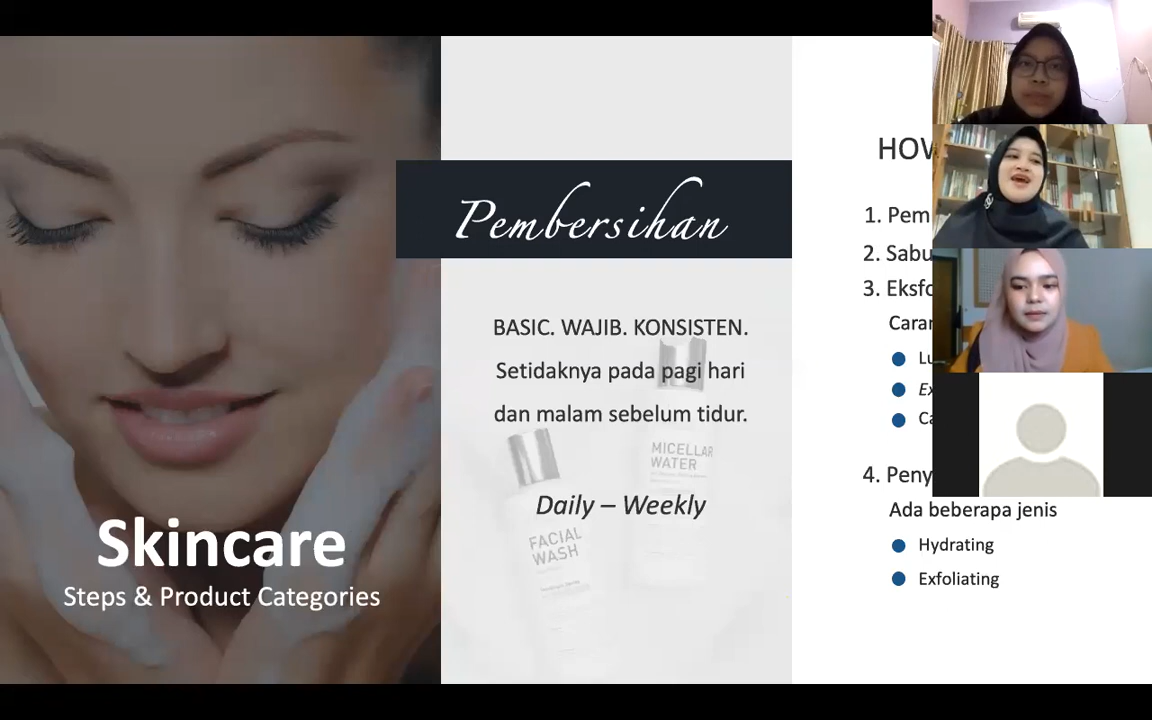 Skincare
Steps & Product Categories
Pembersihan
BASIC. WAJIB. KONSISTEN.
Setidaknya pada pagi hari
dan malam sebelum tidur.
Daily – Weekly
MICELLAR
WATER
FACIAL
WASH
HOW
1. Pem
2. Sabu
3. Eksfo
Caran
Lu
Ex
Ca
4. Peny
Ada beberapa jenis
Hydrating
Exfoliating